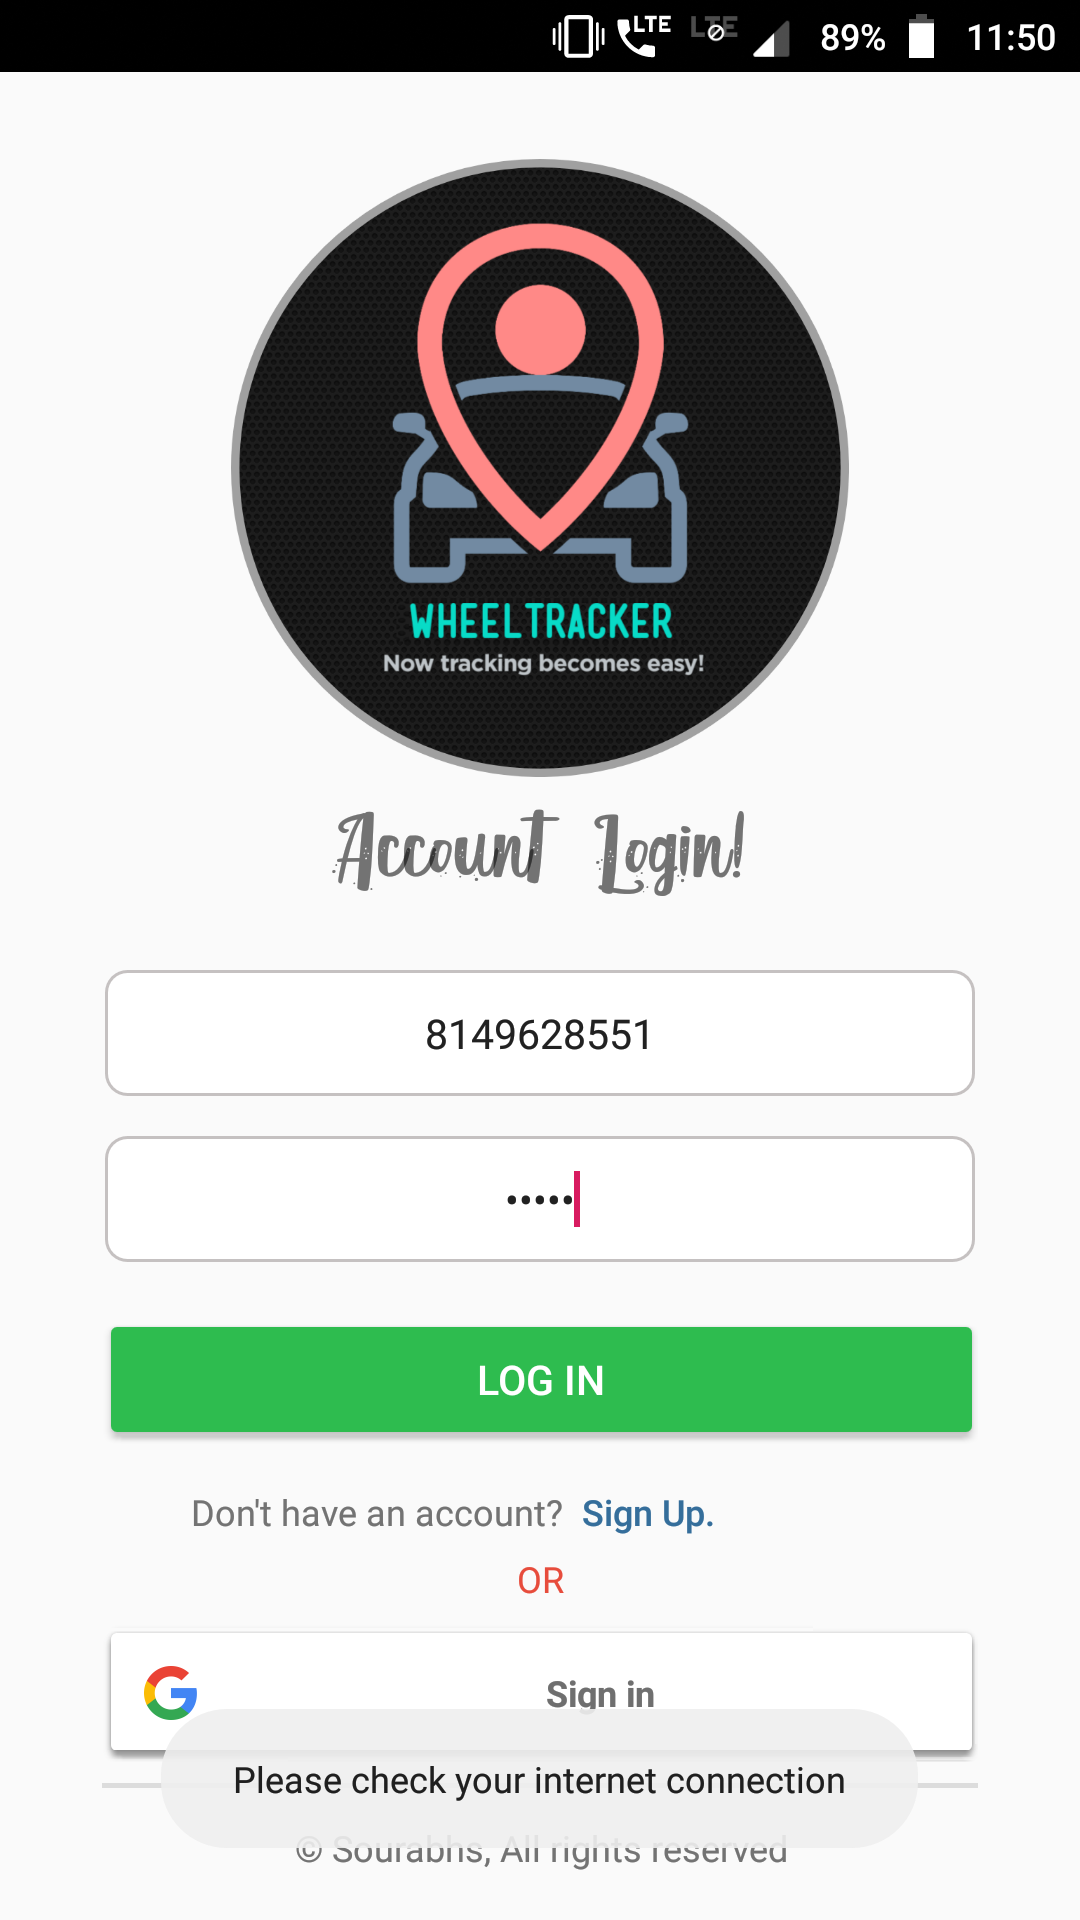 LTE LTE 89% 11:50
WHEELTRACKER
Now tracking becomes easy!
Account Login!
8149628551
•••••
LOG IN
Don't have an account? Sign Up.
OR
Sign in
Please check your internet connection
© Sourabhs, All rights reserved